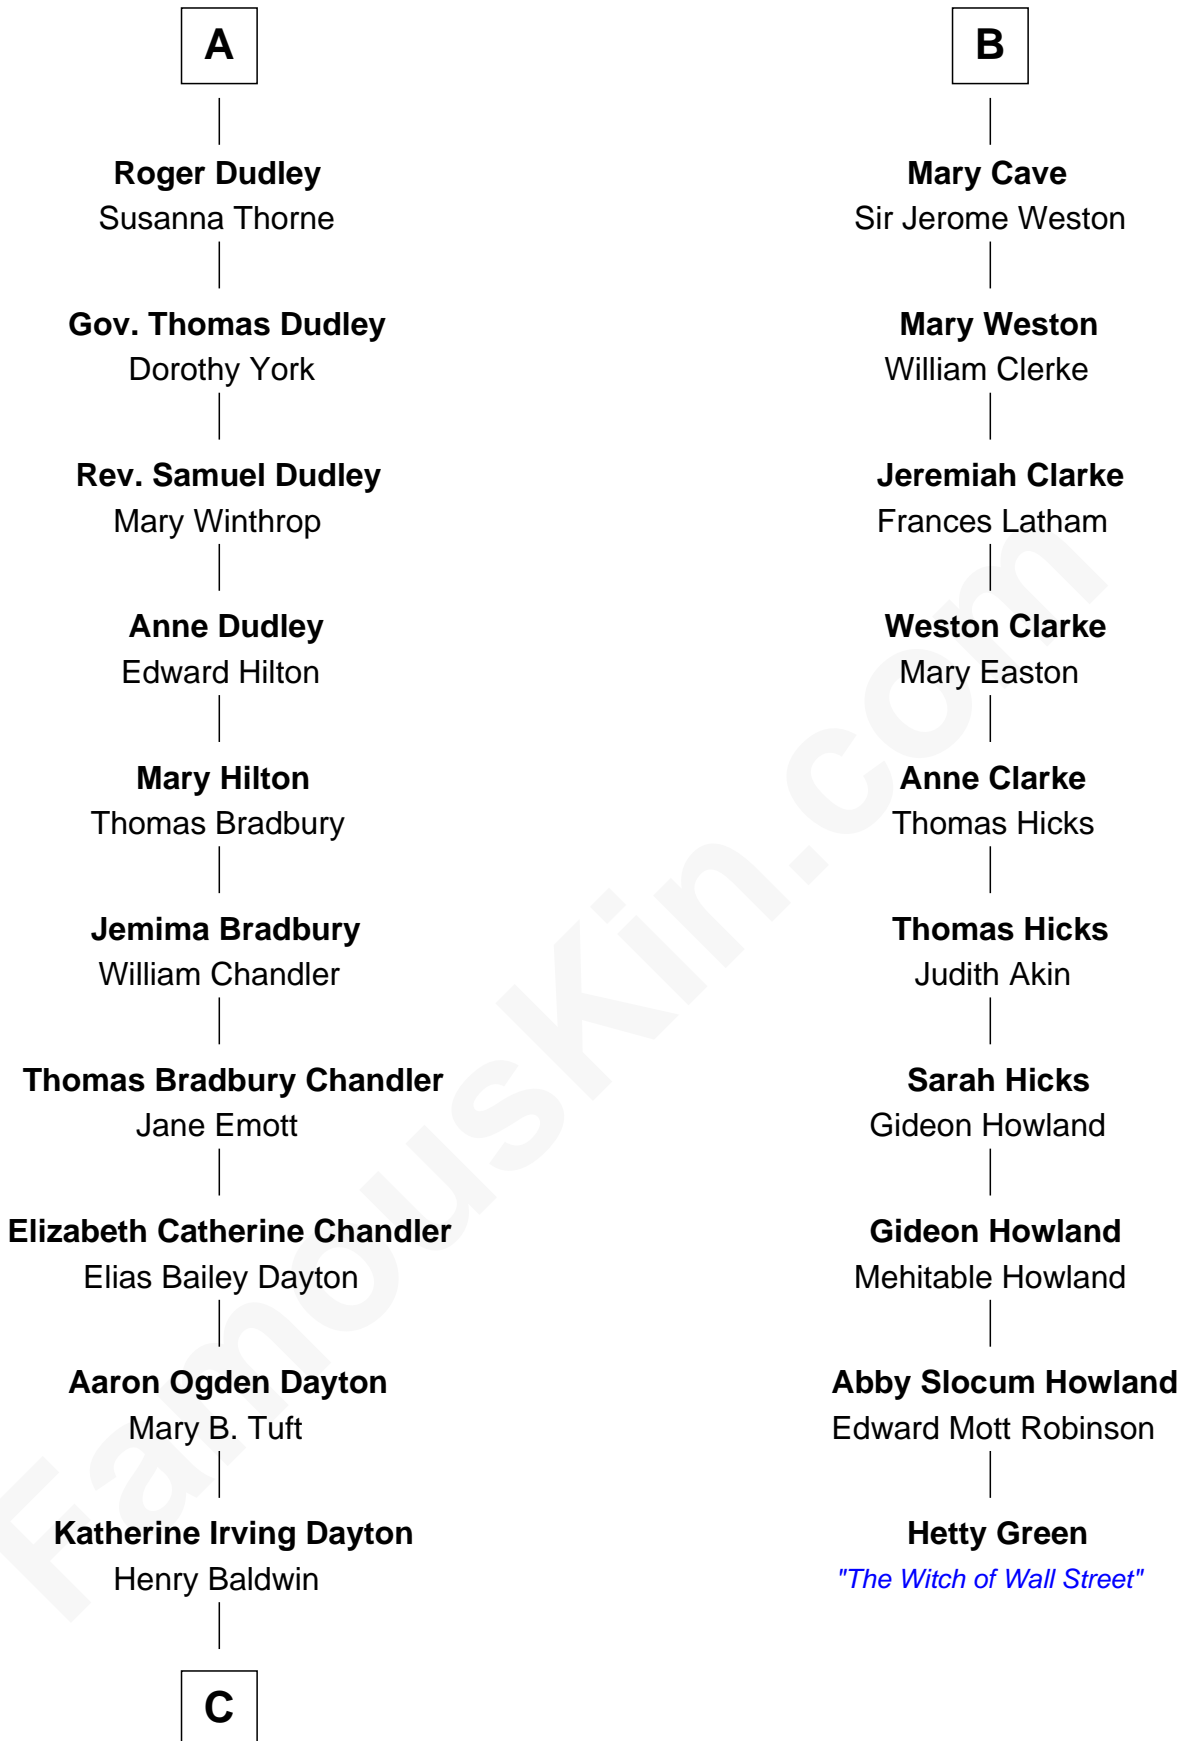 A
Roger Dudley
Susanna Thorne
Gov. Thomas Dudley
Dorothy York
Rev. Samuel Dudley
Mary Winthrop
Anne Dudley
Edward Hilton
Mary Hilton
Thomas Bradbury
Jemima Bradbury
William Chandler
Thomas Bradbury Chandler
Jane Emott
Elizabeth Catherine Chandler
Elias Bailey Dayton
Aaron Ogden Dayton
Mary B. Tuft
Katherine Irving Dayton
Henry Baldwin
C
B
Mary Cave
Sir Jerome Weston
Mary Weston
William Clerke
Jeremiah Clarke
Frances Latham
Weston Clarke
Mary Easton
Anne Clarke
Thomas Hicks
Thomas Hicks
Judith Akin
Sarah Hicks
Gideon Howland
Gideon Howland
Mehitable Howland
Abby Slocum Howland
Edward Mott Robinson
Hetty Green
"The Witch of Wall Street"
FamousKin.com